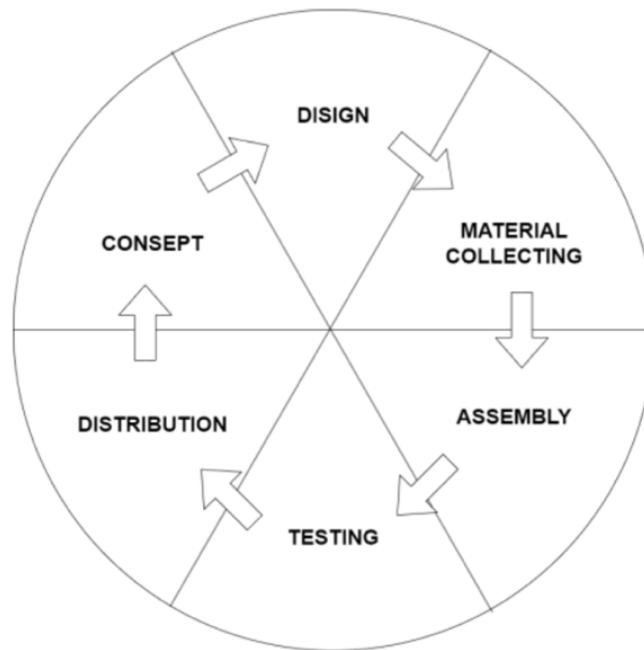 DISIGN
CONSEPT
MATERIAL
COLLECTING
DISTRIBUTION
ASSEMBLY
TESTING